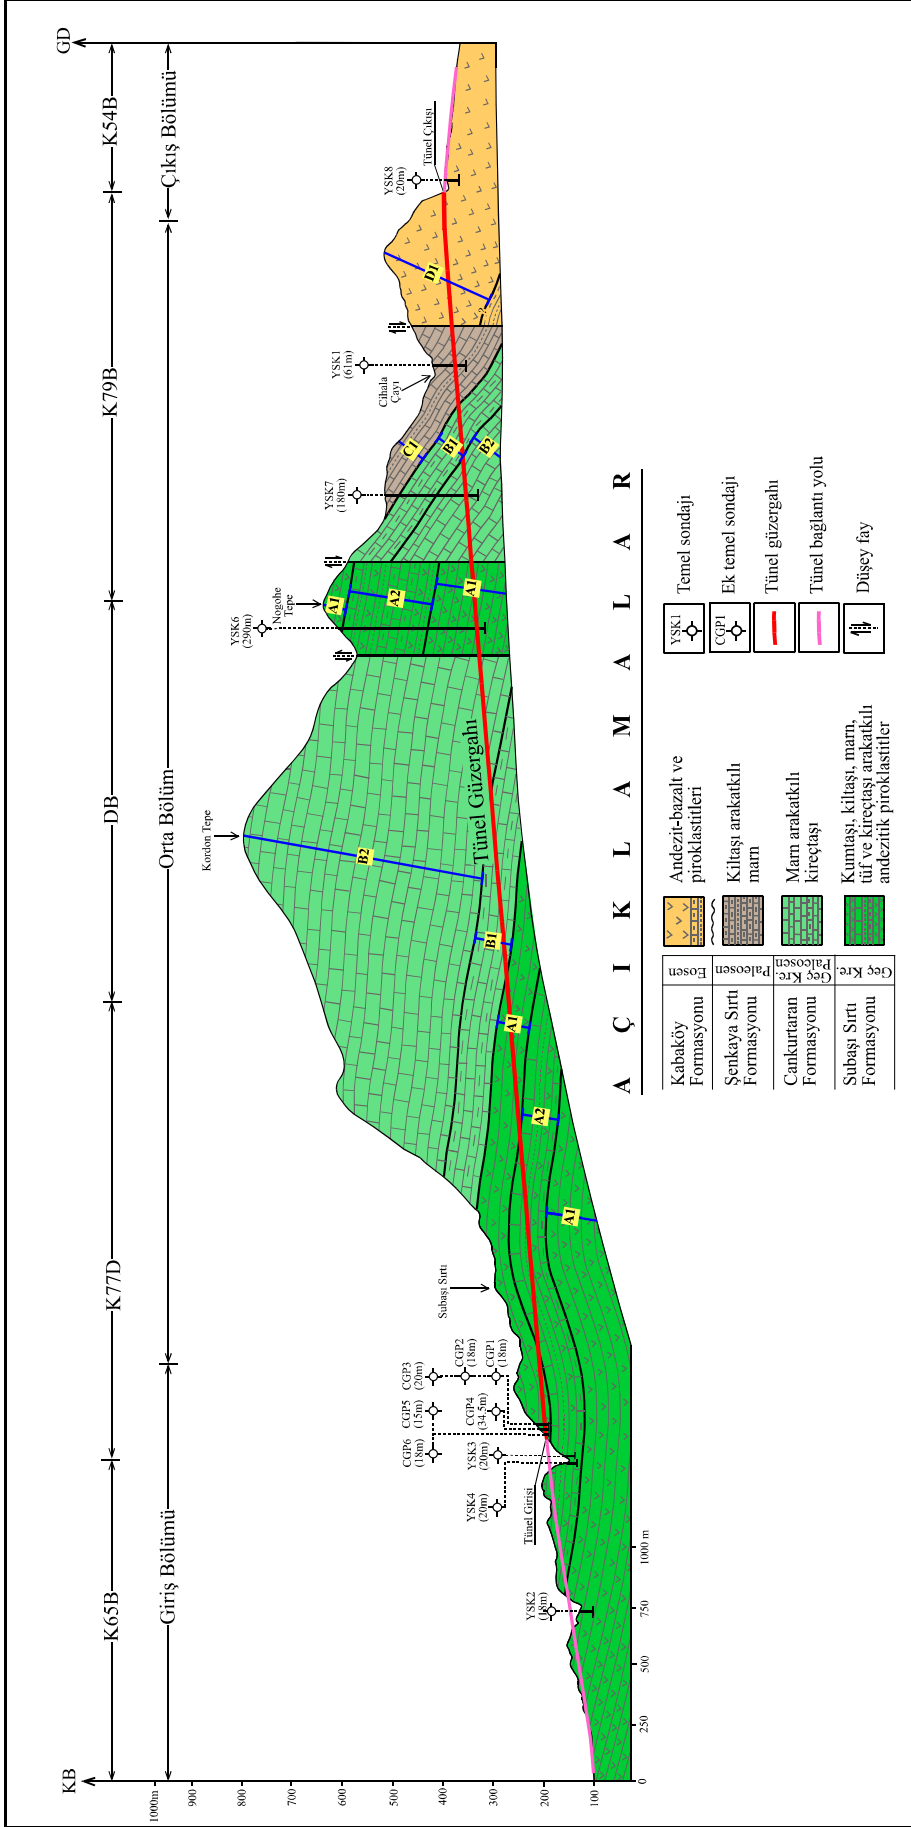 KB
GD
K65B
K77D
DB
K79B
K54B
Giriş Bölümü
Orta Bölüm
Çıkış Bölümü
1000m
900
800
700
600
500
400
300
200
100
0
250
500
750
1000 m
YSK2
(18m)
Tünel Girişi
YSK4
(20m)
YSK3
(20m)
CGP6
(18m)
CGP5
(15m)
CGP4
(34.5m)
CGP3
(20m)
CGP2
(18m)
CGP1
(18m)
Subaşı Sırtı
A1
A2
A1
B1
B2
Kordon Tepe
Tünel Güzergahı
YSK6
(290m)
Nogohe
Tepe
A1
A2
A1
YSK7
(180m)
C1
B1
B2
Cihala
Çayı
YSK1
(61m)
?
D1
YSK8
(20m)
Tünel Çıkışı
A Ç I K L A M A L A R
Kabaköy
Formasyonu
Eosen
Andezit-bazalt ve
piroklastitleri
Şenkaya Sırtı
Formasyonu
Paleosen
Kiltaşı arakatkılı
marn
Cankurtaran
Formasyonu
Geç Kre.
Paleosen
Marn arakatkılı
kireçtaşı
Subaşı Sırtı
Formasyonu
Geç Kre.
Kumtaşı, kiltaşı, marn,
tüf ve kireçtaşı arakatkılı
andezitik piroklastitler
YSK1
Temel sondajı
CGP1
Ek temel sondajı
Tünel güzergahı
Tünel bağlantı yolu
Düşey fay